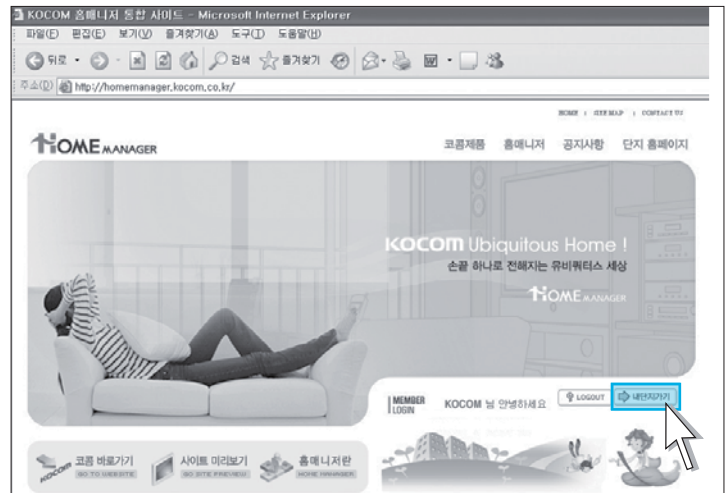 KOCOM 홈매니저 통합 사이트 - Microsoft Internet Explorer
파일(F) 편집(E) 보기(V) 즐겨찾기(A) 도구(T) 도움말(H)
뒤로 검색 즐겨찾기
주소(D) http://homemanager.kocom.co.kr/
HOME | SITE MAP | CONTACT US
HOME MANAGER
코콤제품 홈매니저 공지사항 단지 홈페이지
KOCOM Ubiquitous Home !
손끝 하나로 전해지는 유비쿼터스 세상
HOME MANAGER
MEMBER LOGIN
KOCOM 님 안녕하세요
LOGOUT
내단지가기
KOCOM
코콤 바로가기
GO TO WEBSITE
사이트 미리보기
GO SITE PREVIEW
홈매니저란
HOME MANAGER